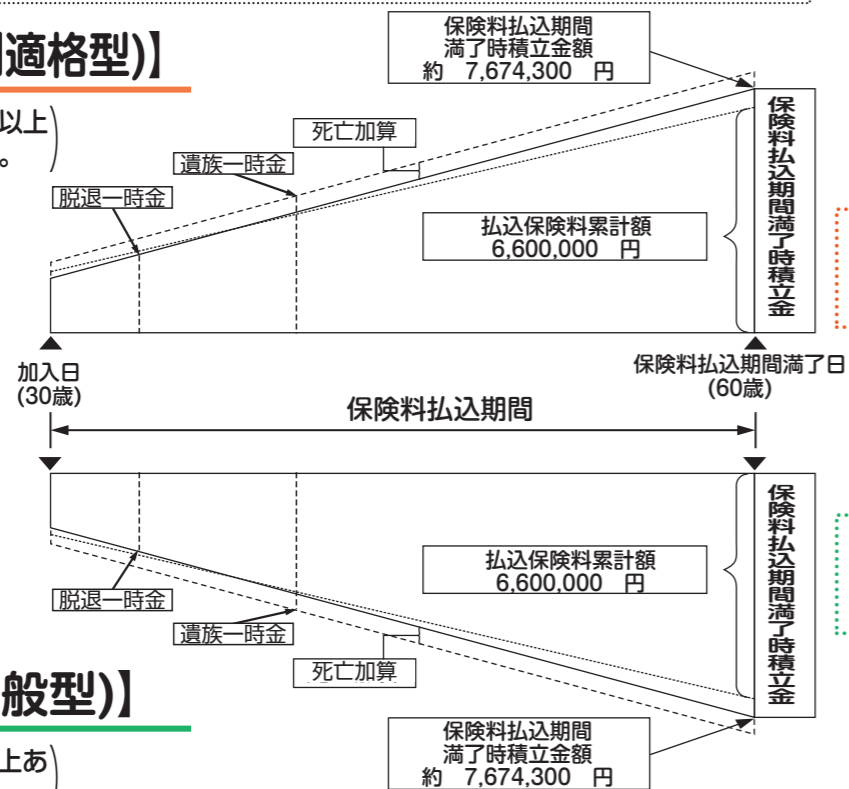 保険料払込期間
満了時積立金額
約 7,674,300 円
適格型)】
以上
。
死亡加算
遺族一時金
脱退一時金
払込保険料累計額
6,600,000 円
保険料払込期間満了時積立金
加入日
(30歳)
保険料払込期間満了日
(60歳)
保険料払込期間
払込保険料累計額
6,600,000 円
保険料払込期間満了時積立金
脱退一時金
遺族一時金
死亡加算
般型)】
上あ
保険料払込期間
満了時積立金額
約 7,674,300 円